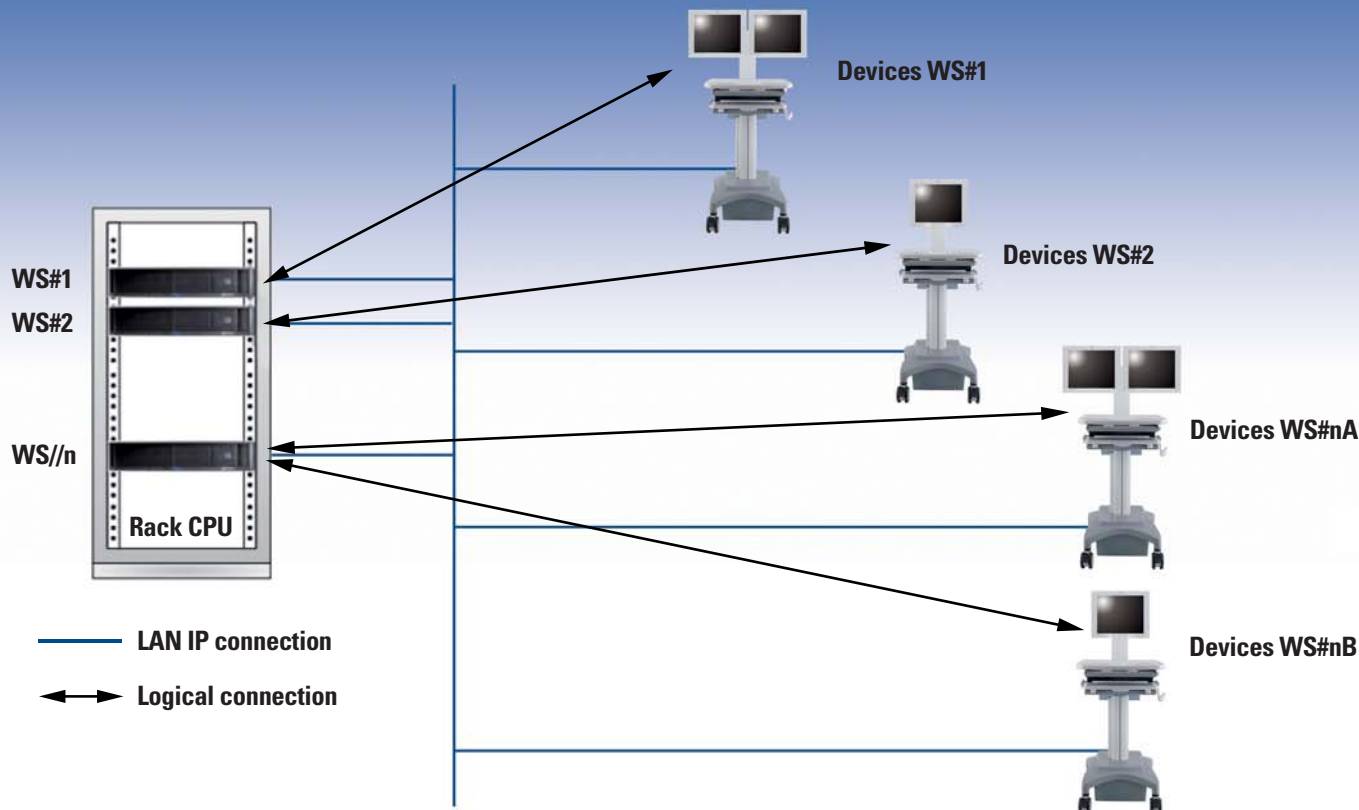 Devices WS#1
Devices WS#2
WS#1
WS#2
Devices WS#nA
WS//n
Rack CPU
LAN IP connection
Devices WS#nB
Logical connection